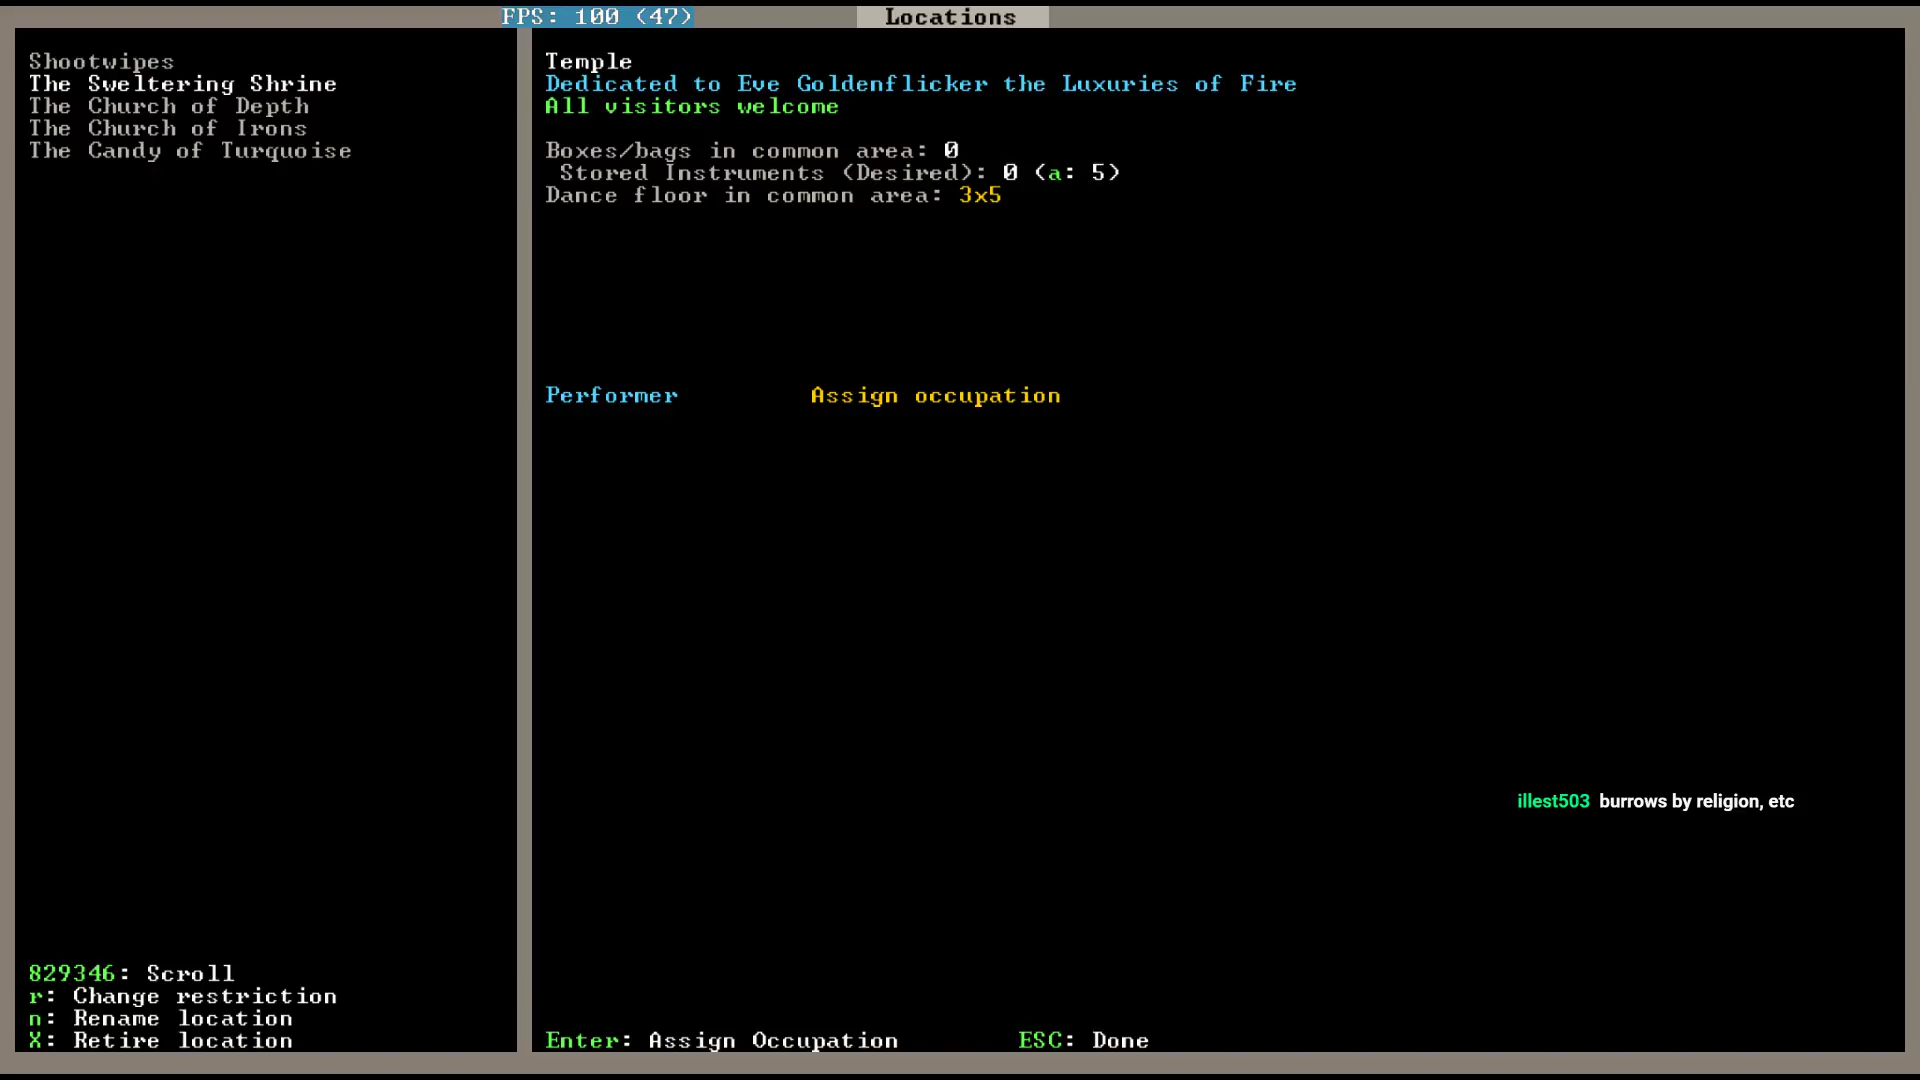 FPS: 100 (47)
Locations
Shootwipes
The Sweltering Shrine
The Church of Depth
The Church of Irons
The Candy of Turquoise
829346: Scroll
r: Change restriction
n: Rename location
X: Retire location
Temple
Dedicated to Eve Goldenflicker the Luxuries of Fire
All visitors welcome
Boxes/bags in common area: 0
Stored Instruments (Desired): 0 (a: 5)
Dance floor in common area: 3x5
Performer Assign occupation
illest503 burrows by religion, etc
Enter: Assign Occupation ESC: Done